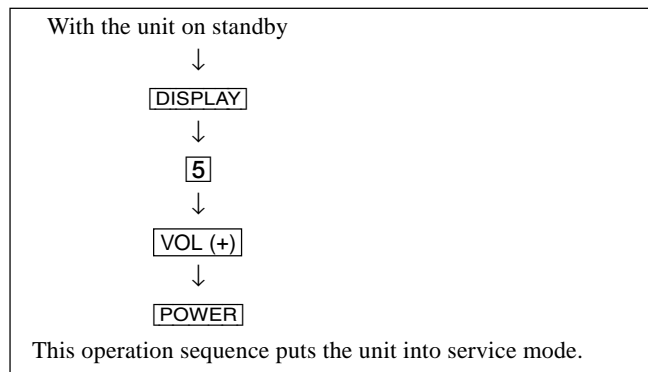 With the unit on standby
↓
DISPLAY
↓
5
↓
VOL (+)
↓
POWER
This operation sequence puts the unit into service mode.